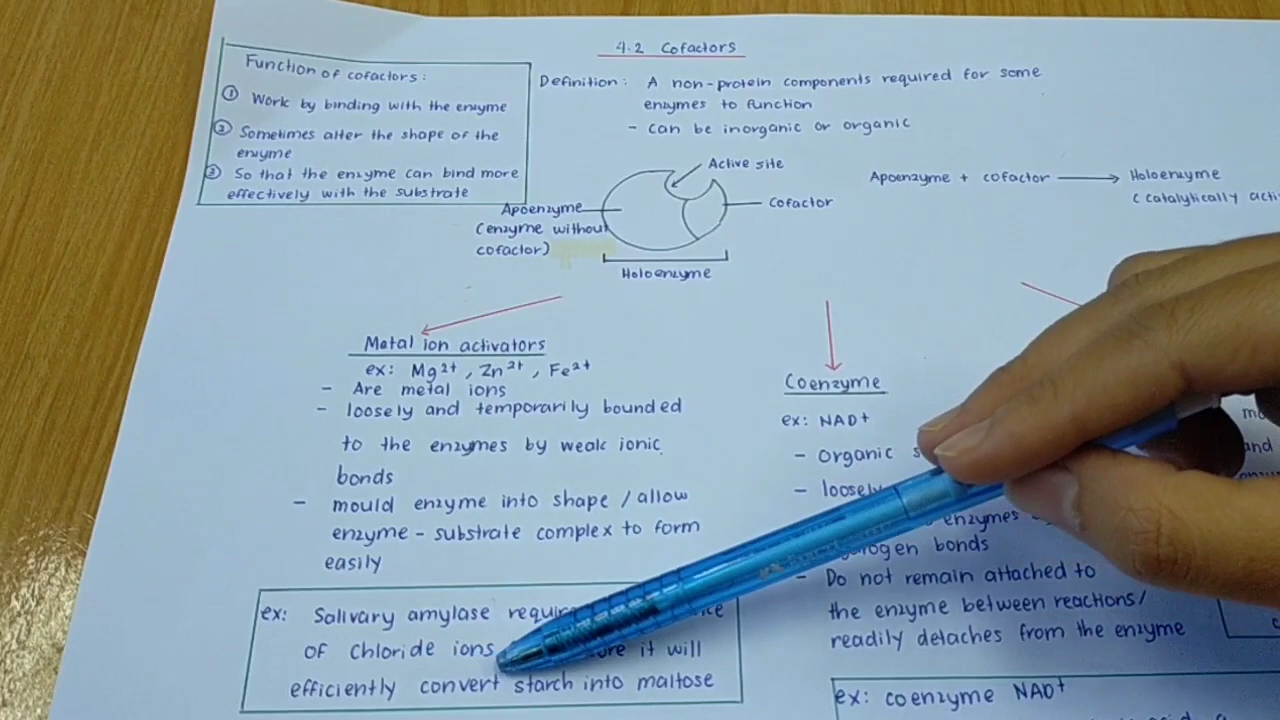 4.2 Cofactors
Function of cofactors:
① Work by binding with the enzyme
② Sometimes alter the shape of the
enzyme
③ So that the enzyme can bind more
effectively with the substrate
Definition: A non-protein components required for some
enzymes to function
- can be inorganic or organic
Active site
Apoenzyme
(enzyme without
cofactor)
Cofactor
Holoenzyme
Apoenzyme + cofactor → Holoenzyme
(catalytically
Metal ion activators
ex: Mg²⁺, Zn²⁺, Fe²⁺
- Are metal ions
- loosely and temporarily bounded
to the enzymes by weak ionic
bonds
- mould enzyme into shape / allow
enzyme - substrate complex to form
easily
ex: Salivary amylase
of chloride ions it will
efficiently convert starch into maltose
Coenzyme
ex: NAD⁺
- Organic
- loosely
enzymes
bonds
- Do not remain attached to
the enzyme between reactions/
readily detaches from the enzyme
ex: coenzyme NAD⁺
and